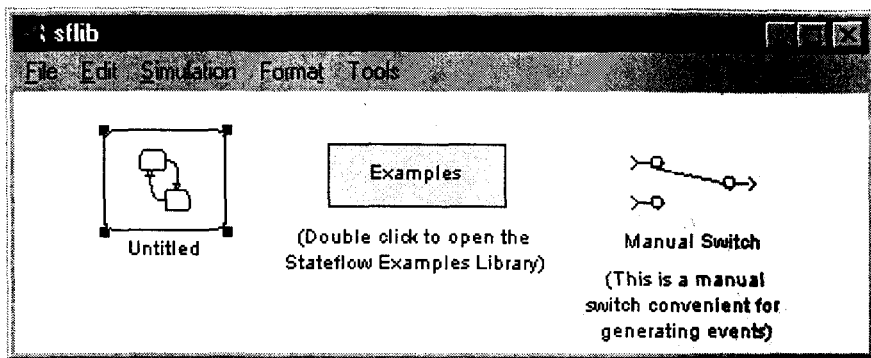 sflib
File Edit Simulation Format Tools
Untitled
Examples
(Double click to open the
Stateflow Examples Library)
Manual Switch
(This is a manual
switch convenient for
generating events)